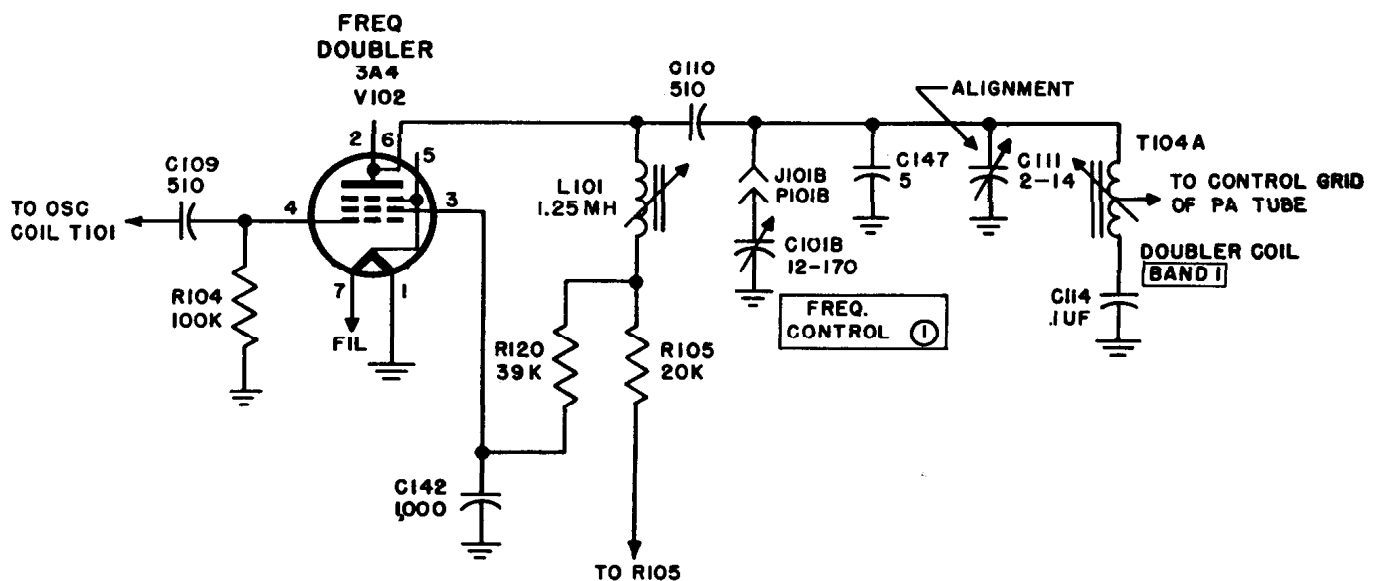 FREQ
DOUBLER
3A4
V102
2 6
5
4
3
7
1
C109
510
TO OSC
COIL T101
R104
100K
FIL
C110
510
L101
1.25 MH
J101B
P101B
C101B
12-170
FREQ.
CONTROL 1
C147
5
ALIGNMENT
C111
2-14
T104A
TO CONTROL GRID
OF PA TUBE
DOUBLER COIL
BAND 1
C114
.1UF
R120
39K
R105
20K
C142
1,000
TO R105